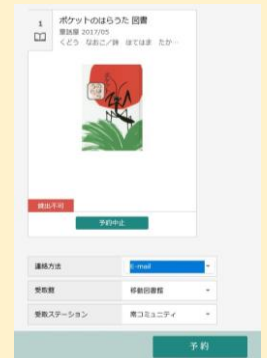 1
ポケットのはらうた 図書
童話屋 2017/05
くどう なおこ／詩 ほてはま たか…
貸出不可
予約中止
連絡方法
E-mail
受取館
移動図書館
受取ステーション
南コミュニティ
予約